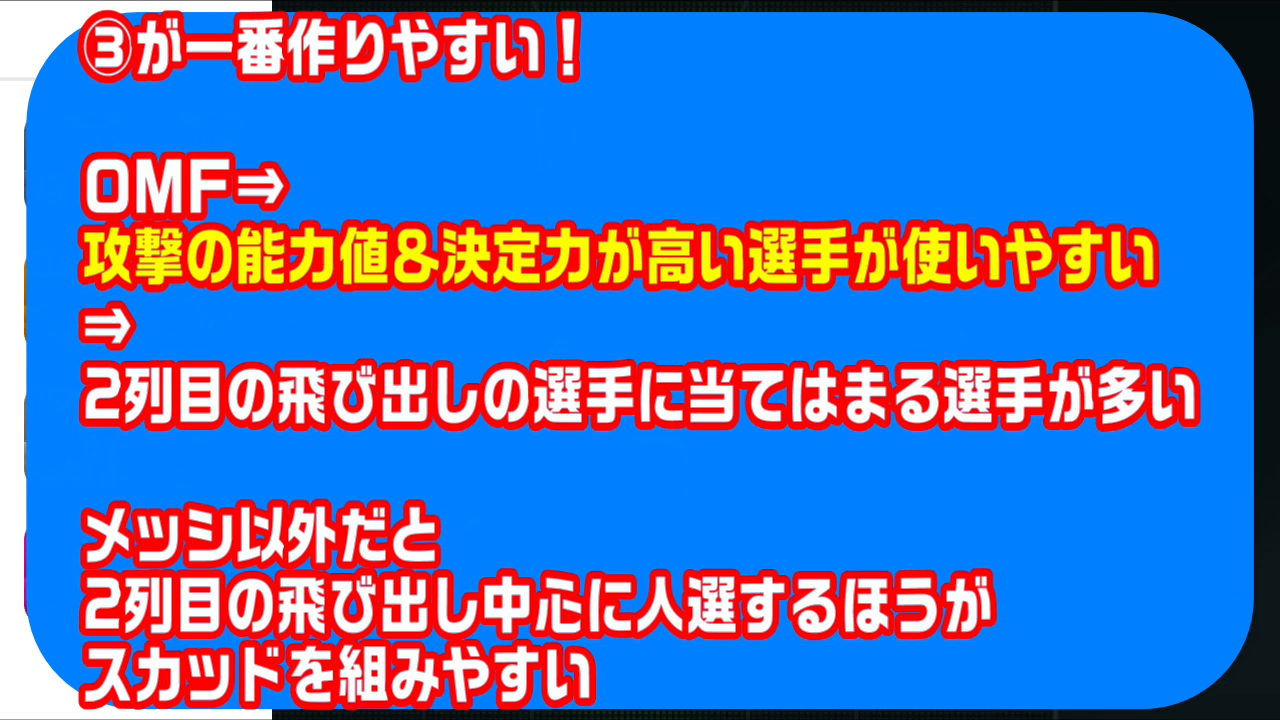 ③が一番作りやすい！
OMF⇒
攻撃の能力値&決定力が高い選手が使いやすい
⇒
2列目の飛び出しの選手に当てはまる選手が多い
メッシ以外だと
2列目の飛び出し中心に人選するほうが
スカッドを組みやすい